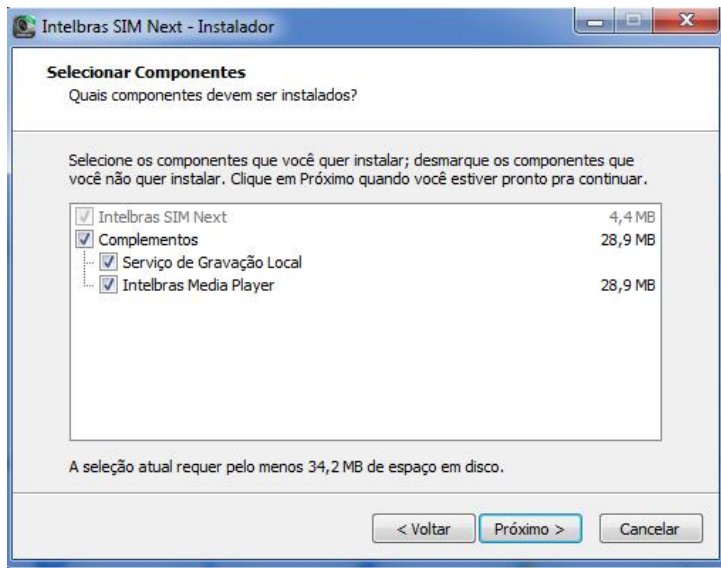 Intelbras SIM Next - Instalador
Selecionar Componentes
Quais componentes devem ser instalados?
Selecione os componentes que você quer instalar; desmarque os componentes que
você não quer instalar. Clique em Próximo quando você estiver pronto pra continuar.
Intelbras SIM Next 4,4 MB
Complementos 28,9 MB
Serviço de Gravação Local
Intelbras Media Player 28,9 MB
A seleção atual requer pelo menos 34,2 MB de espaço em disco.
< Voltar Próximo > Cancelar